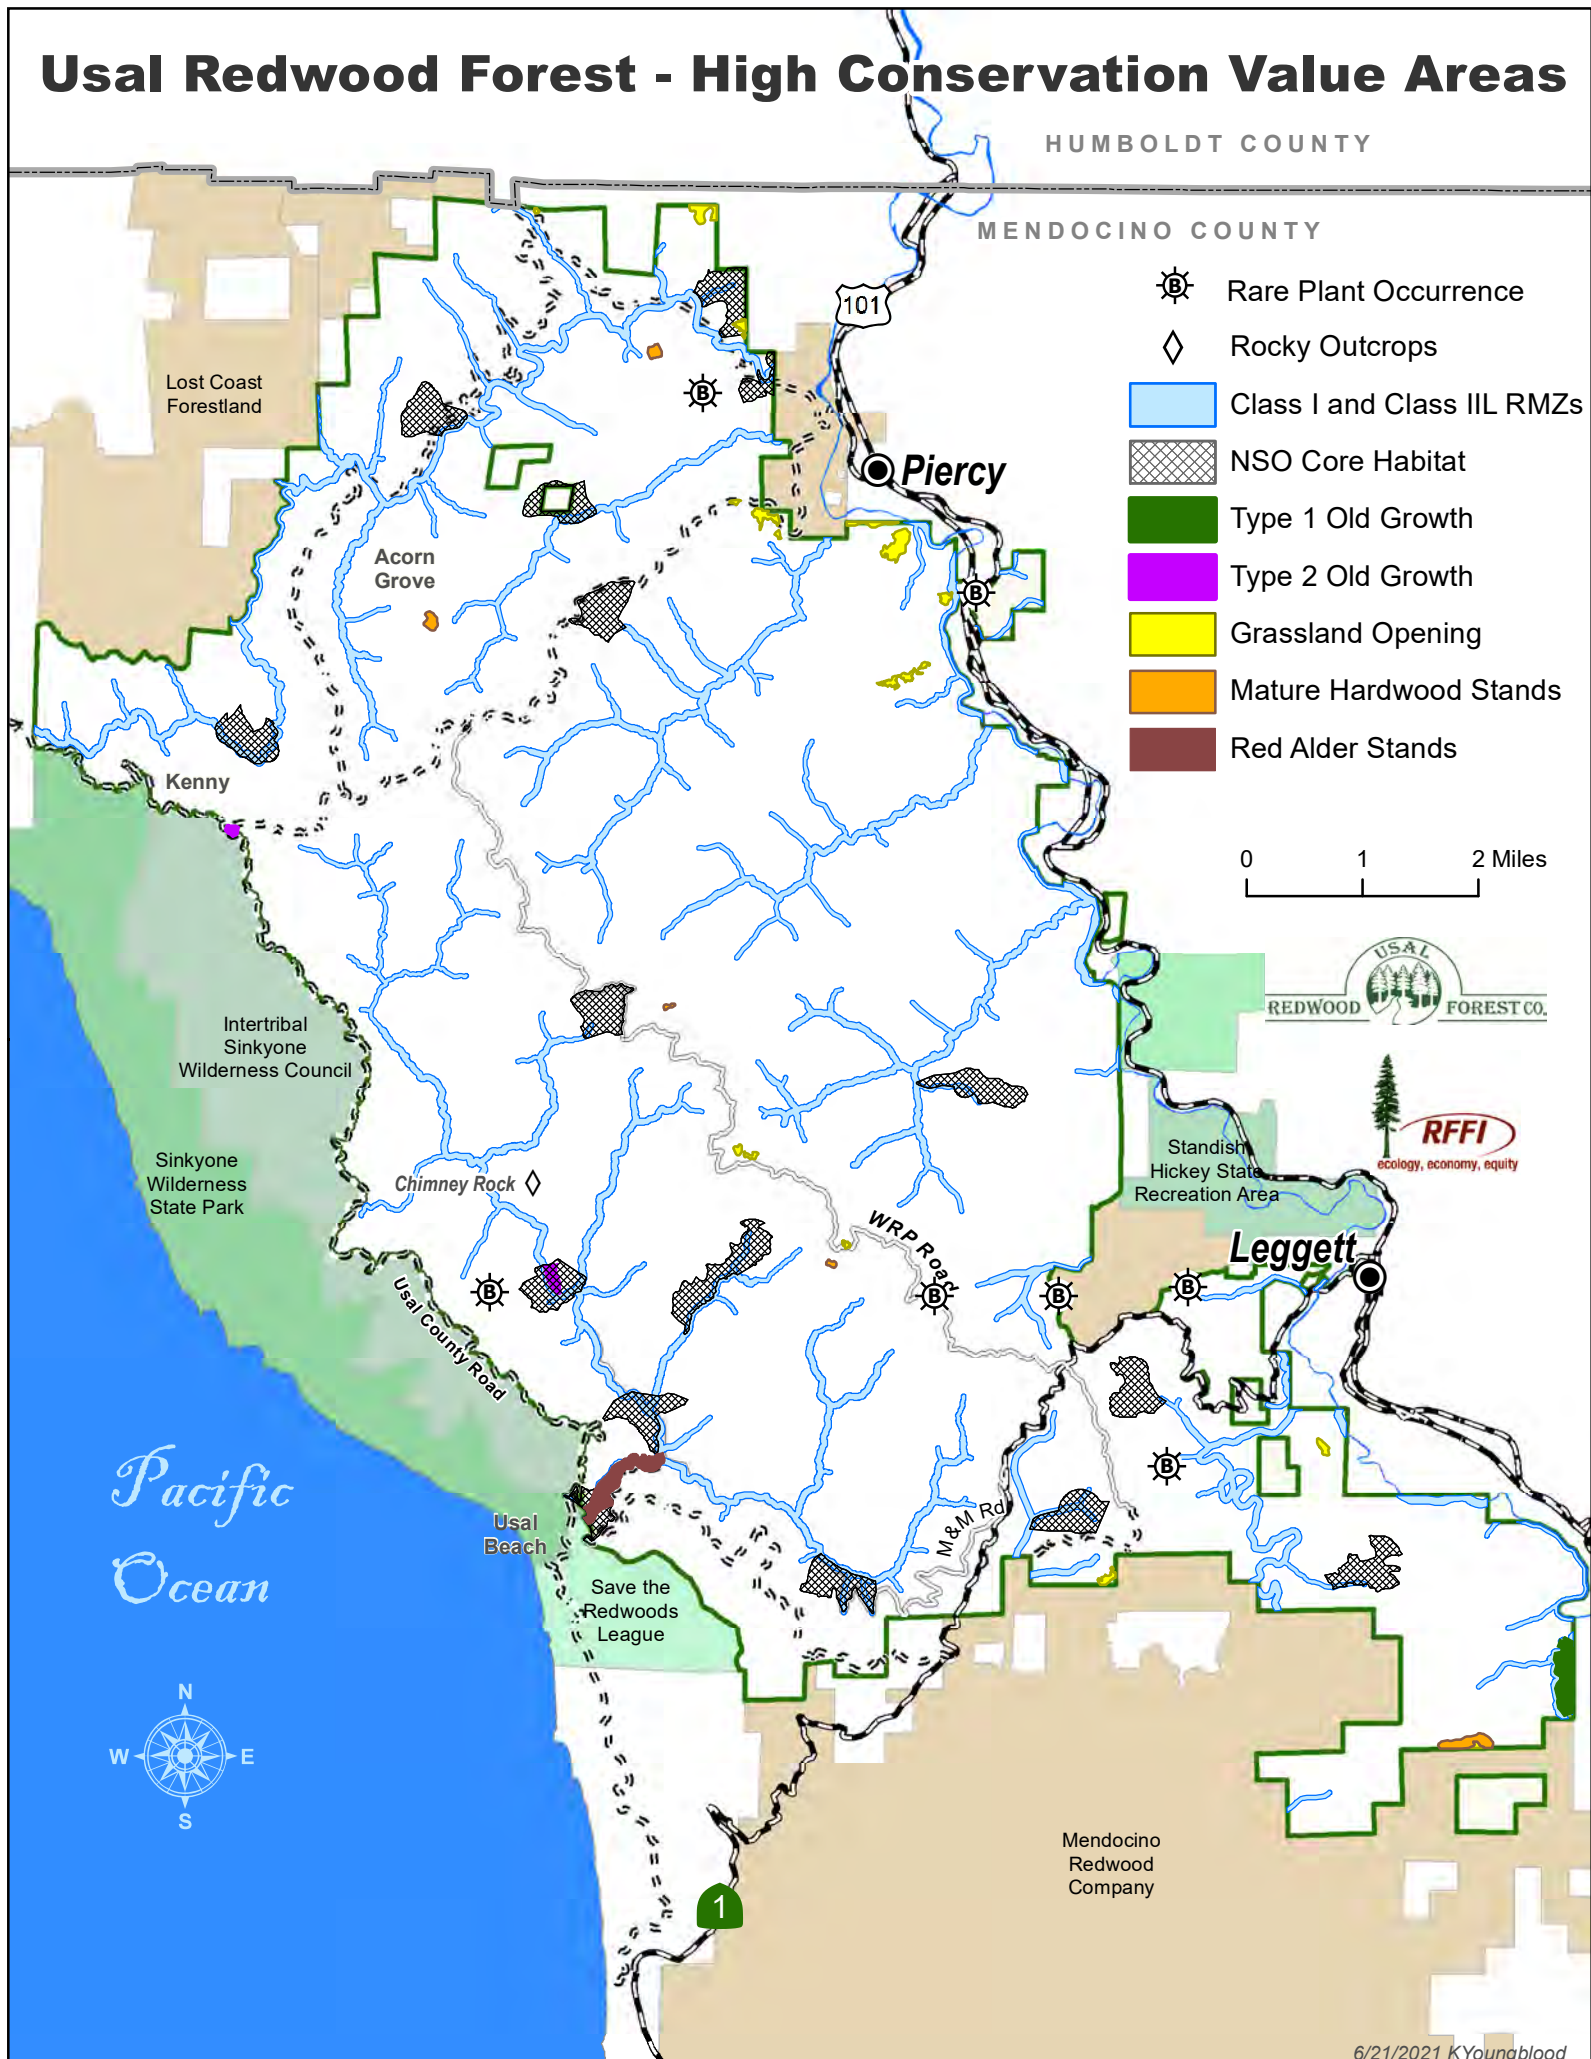 Usal Redwood Forest - High Conservation Value Areas
HUMBOLDT COUNTY
MENDOCINO COUNTY
101
B Rare Plant Occurrence
Rocky Outcrops
Class I and Class IIL RMZs
NSO Core Habitat
Type 1 Old Growth
Type 2 Old Growth
Grassland Opening
Mature Hardwood Stands
Red Alder Stands
0 1 2 Miles
Lost Coast
Forestland
B
Piercy
Acorn
Grove
B
Kenny
USAL
REDWOOD FOREST CO.
Intertribal
Sinkyone
Wilderness Council
RFFI
ecology, economy, equity
Standish
Hickey State
Recreation Area
Sinkyone
Wilderness
State Park
Chimney Rock
WRP Road
Leggett
B
B
B
B
Usal County Road
B
Pacific
Ocean
Usal
Beach
M&M Rd
Save the
Redwoods
League
N
W E
S
Mendocino
Redwood
Company
1
6/21/2021 KYoungblood